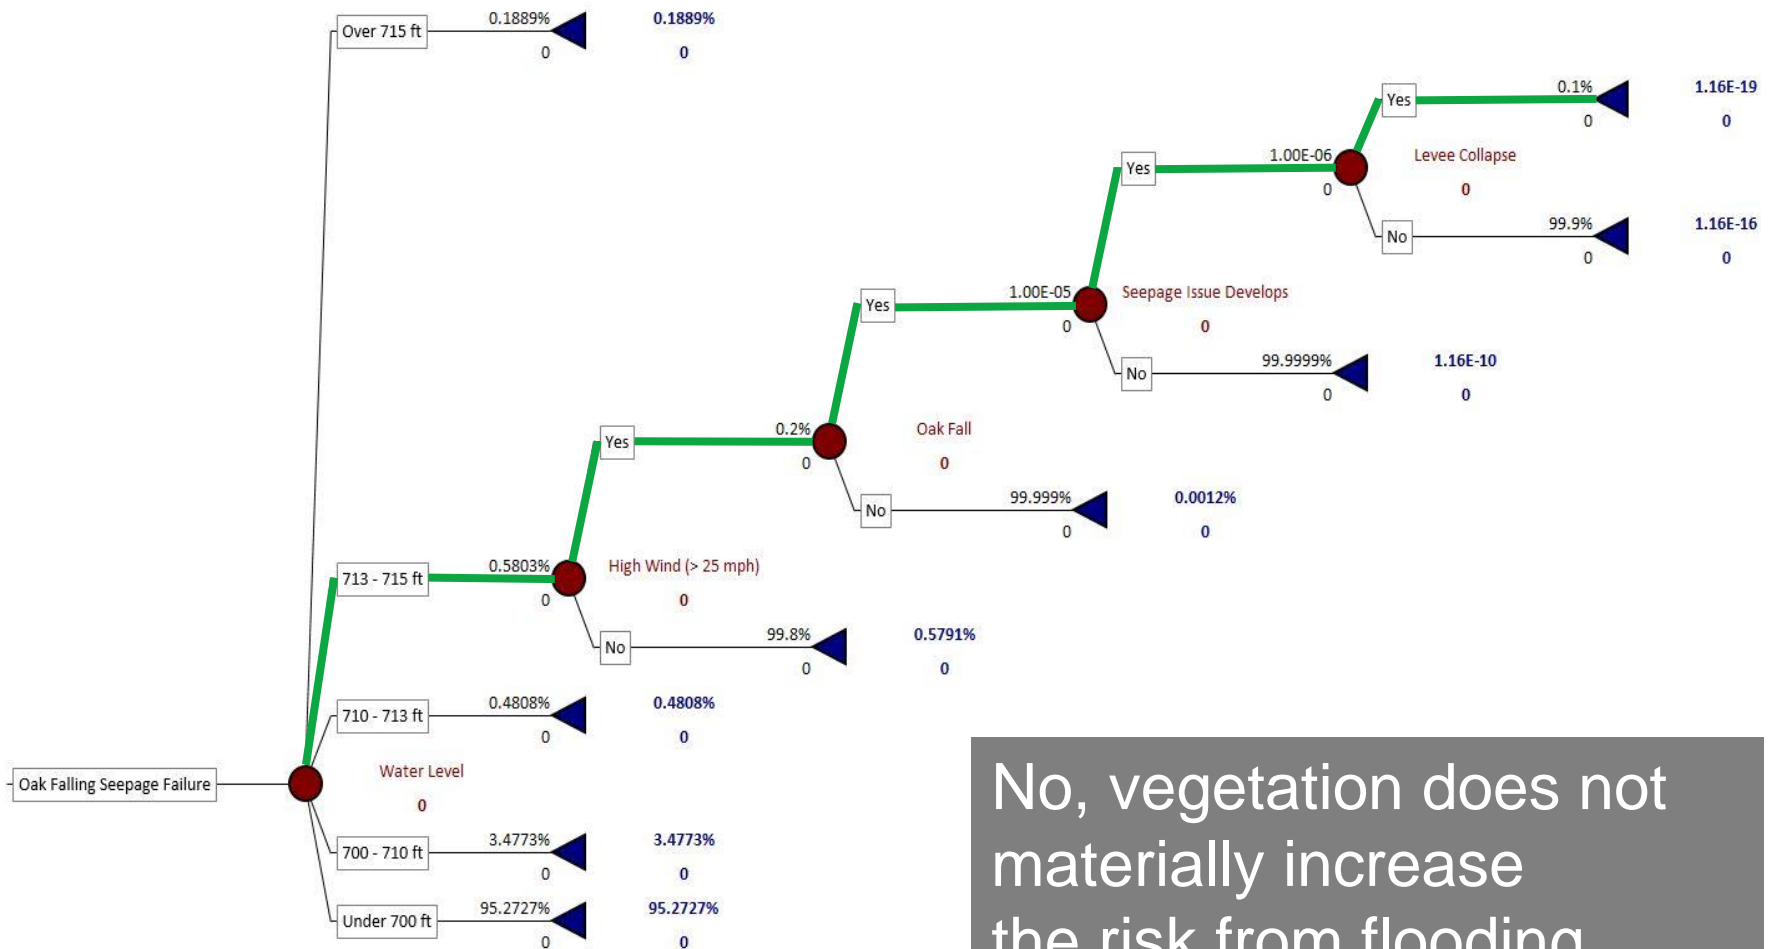 Over 715 ft 0.1889% 0.1889%
0 0
Yes 0.1% 1.16E-19
0 0
Yes 1.00E-06 Levee Collapse
0 0
No 99.9% 1.16E-16
0 0
Yes 1.00E-05 Seepage Issue Develops
0 0
No 99.9999% 1.16E-10
0 0
Yes 0.2% Oak Fall
0 0
No 99.999% 0.0012%
0 0
713 - 715 ft 0.5803% High Wind (> 25 mph)
0 0
No 99.8% 0.5791%
0 0
710 - 713 ft 0.4808% 0.4808%
0 0
Oak Falling Seepage Failure Water Level
0
700 - 710 ft 3.4773% 3.4773%
0 0
Under 700 ft 95.2727% 95.2727%
0 0
No, vegetation does not
materially increase
the risk from flooding